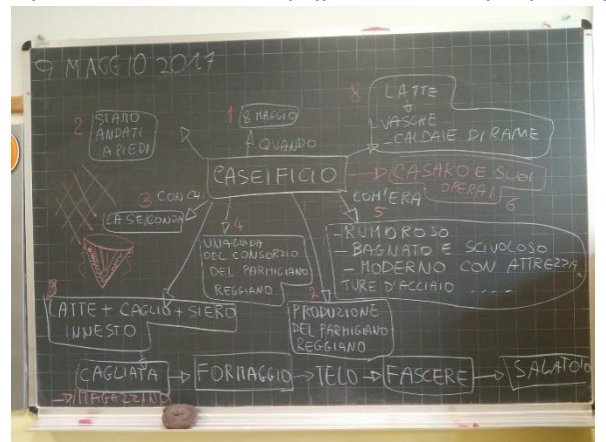 9 MAGGIO 2017
2 SIAMO
ANDATI
A PIEDI
1 8 MAGGIO
QUANDO
8
LATTE
VASCHE
- CALDAIE DI RAME
CASEIFICIO
CASARO E SUOI
OPERAI
6
3 CON CHI
LA SECONDA
4
UNA GUIDA
DEL CONSORZIO
DEL PARMIGIANO
REGGIANO
COM'ERA
5
- RUMOROSO
- BAGNATO E SCIVOLOSO
- MODERNO CON ATTREZZA
TURE D'ACCIAIO ....
LATTE + CAGLIO + SIERO
INNESTO
7
PRODUZIONE
DEL PARMIGIANO
REGGIANO
CAGLIATA → FORMAGGIO → TELO → FASCERE → SALATOIO
→ MAGAZZINO